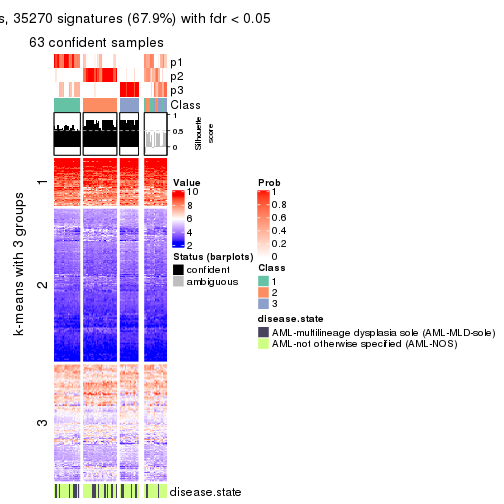 s, 35270 signatures (67.9%) with fdr < 0.05
63 confident samples
p1
p2
p3
Class
1
0.5
0
Silhouette
score
k-means with 3 groups
1
2
3
Value
10
8
6
4
2
Status (barplots)
confident
ambiguous
Prob
1
0.8
0.6
0.4
0.2
0
Class
1
2
3
disease.state
AML-multilineage dysplasia sole (AML-MLD-sole)
AML-not otherwise specified (AML-NOS)
disease.state